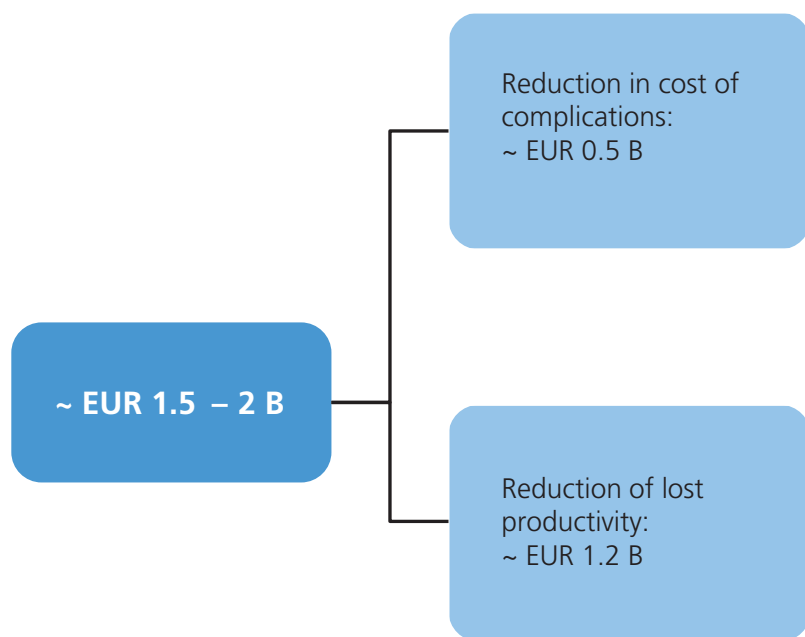 Reduction in cost of
complications:
~ EUR 0.5 B
~ EUR 1.5 – 2 B
Reduction of lost
productivity:
~ EUR 1.2 B